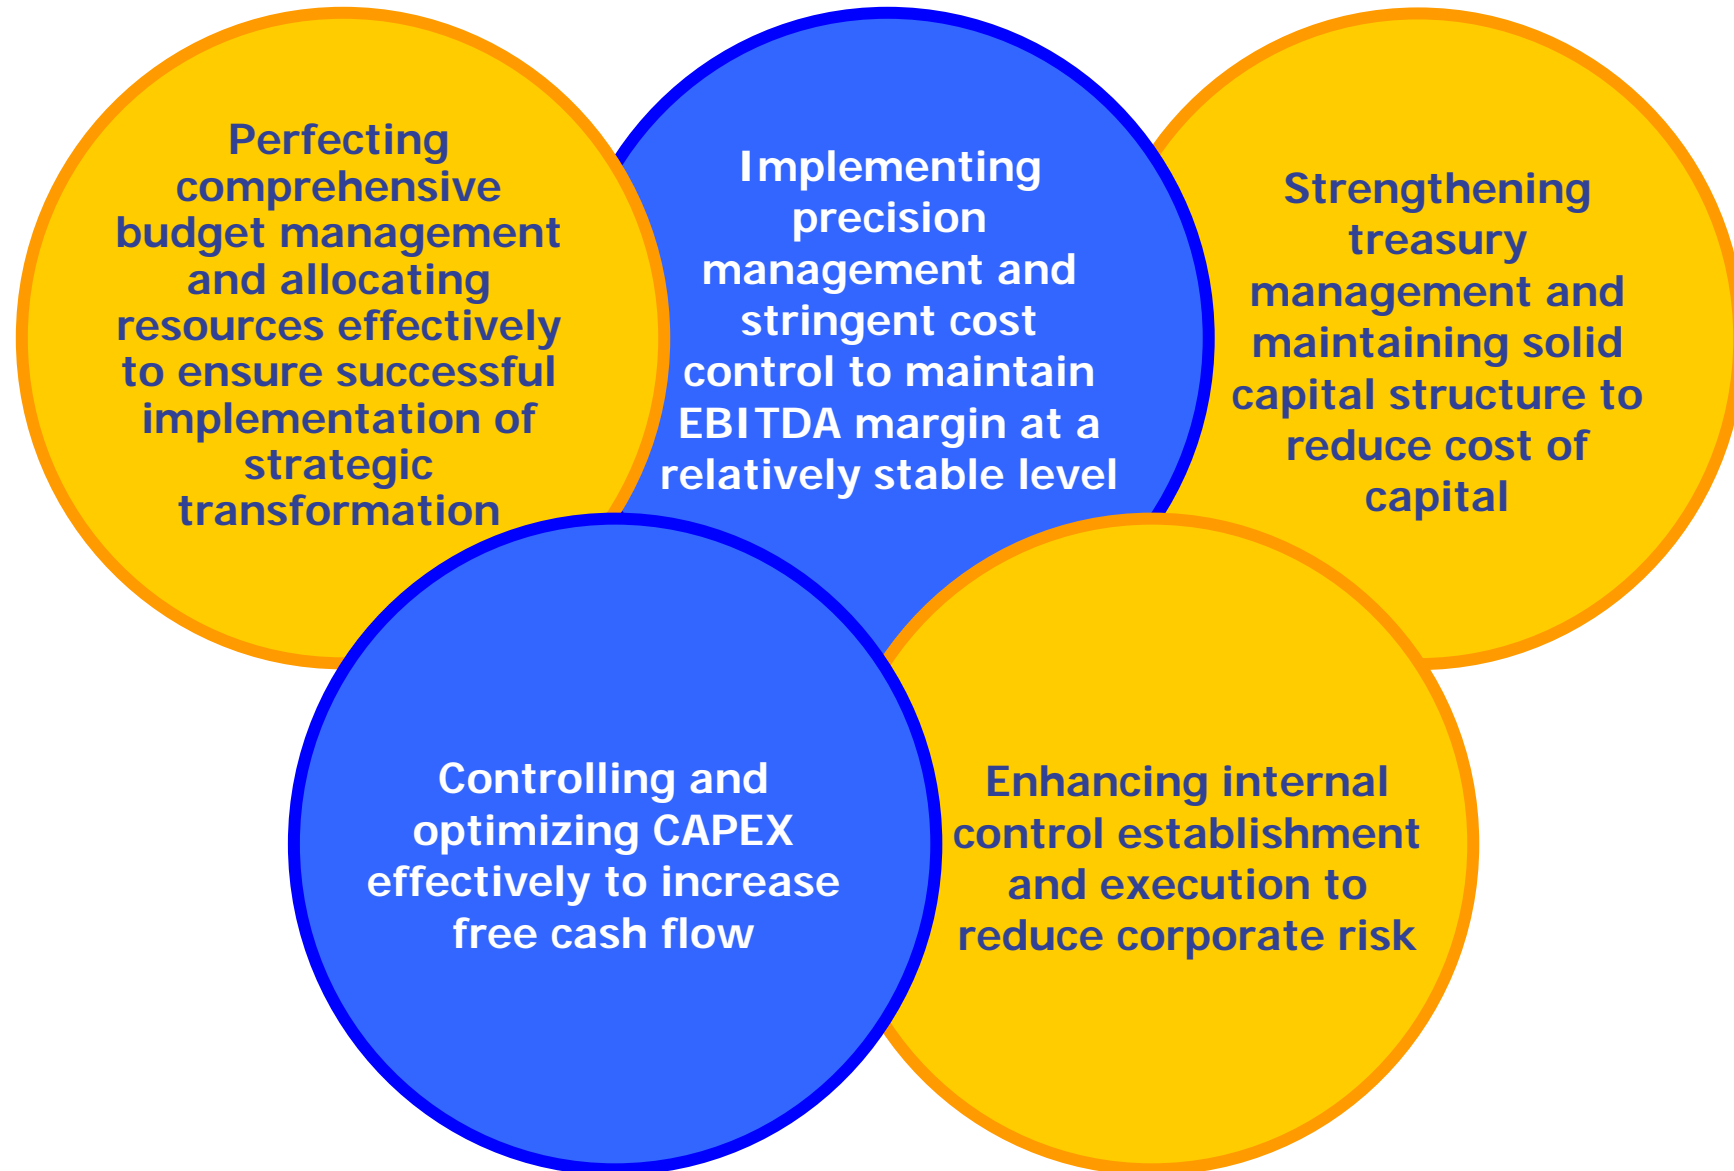 Perfecting
comprehensive
budget management
and allocating
resources effectively
to ensure successful
implementation of
strategic
transformation
Implementing
precision
management and
stringent cost
control to maintain
EBITDA margin at a
relatively stable level
Strengthening
treasury
management and
maintaining solid
capital structure to
reduce cost of
capital
Controlling and
optimizing CAPEX
effectively to increase
free cash flow
Enhancing internal
control establishment
and execution to
reduce corporate risk